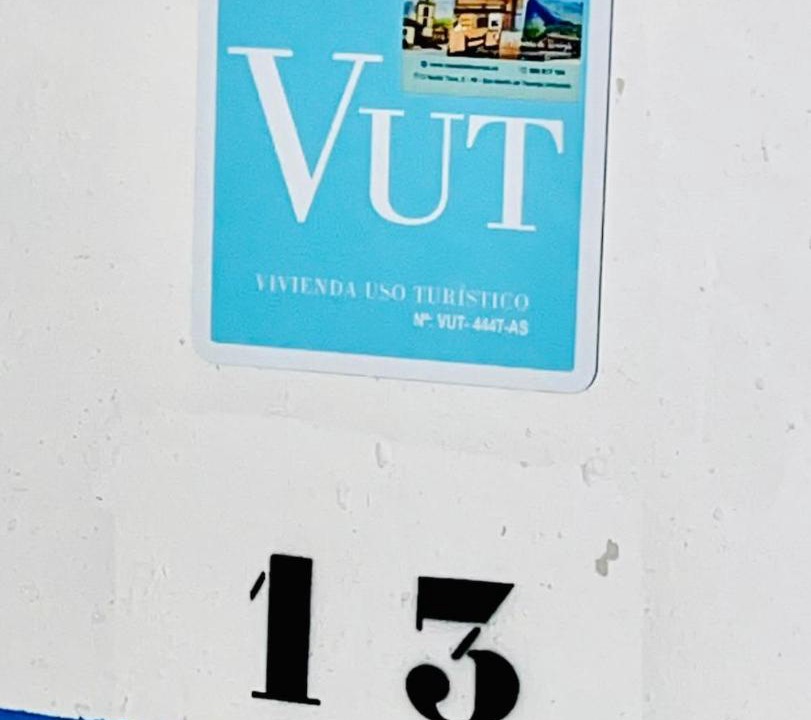 VUT
VIVIENDA USO TURÍSTICO
Nº: VUT- 4447-AS
13